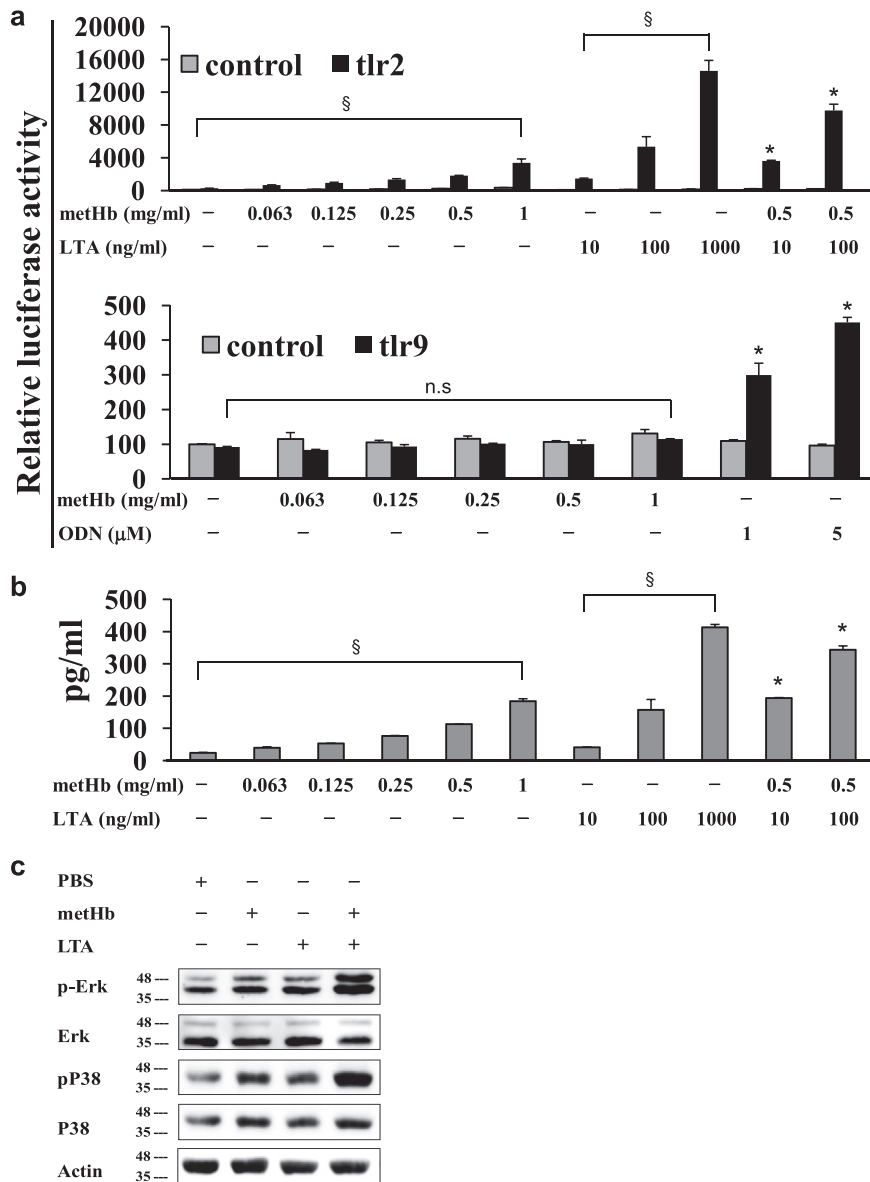 a
Relative luciferase activity
20000
16000
12000
8000
4000
0
control tlr2
§ §
* *
metHb (mg/ml) – 0.063 0.125 0.25 0.5 1 – – – 0.5 0.5
LTA (ng/ml) – – – – – – 10 100 1000 10 100
500
400
300
200
100
0
control tlr9
n.s
* *
metHb (mg/ml) – 0.063 0.125 0.25 0.5 1 – –
ODN (µM) – – – – – – 1 5
b
pg/ml
500
400
300
200
100
0
§ §
* *
metHb (mg/ml) – 0.063 0.125 0.25 0.5 1 – – – 0.5 0.5
LTA (ng/ml) – – – – – – 10 100 1000 10 100
c
PBS + – – –
metHb – + – +
LTA – – + +
p-Erk 48 --- 35 ---
Erk 48 --- 35 ---
pP38 48 --- 35 ---
P38 48 --- 35 ---
Actin 48 --- 35 ---